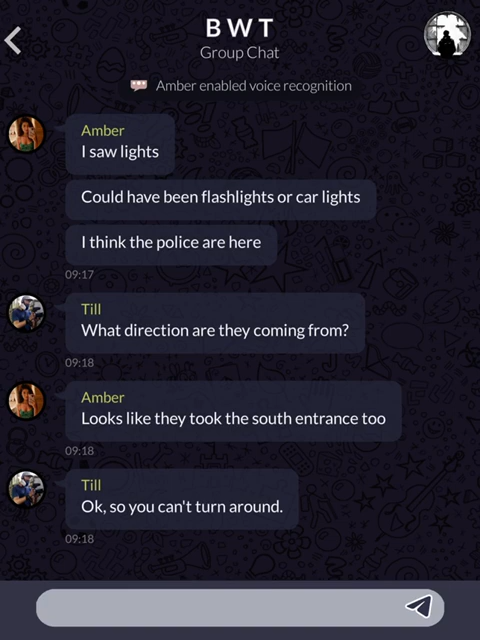 B W T
Group Chat
Amber enabled voice recognition
Amber
I saw lights
Could have been flashlights or car lights
I think the police are here
09:17
Till
What direction are they coming from?
09:18
Amber
Looks like they took the south entrance too
09:18
Till
Ok, so you can't turn around.
09:18